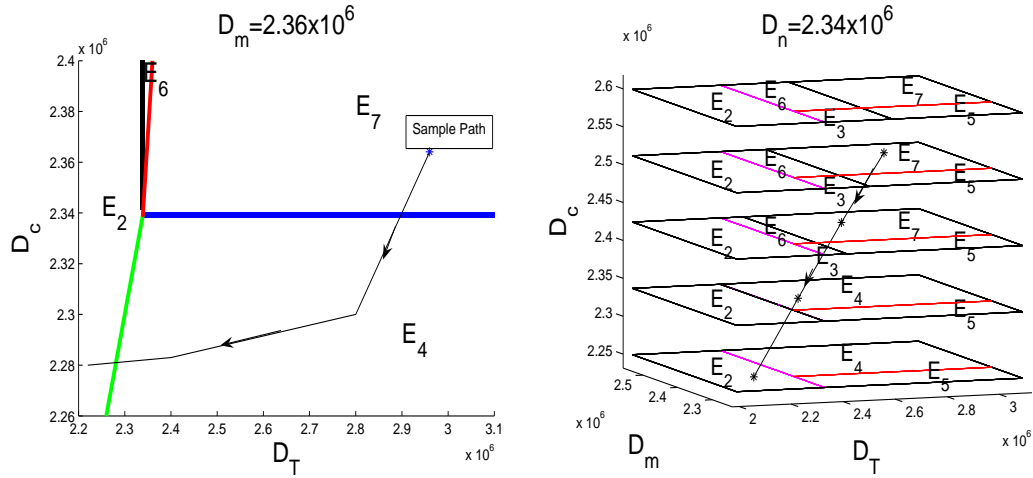 D_m=2.36x10^6
x 10^6
2.4
2.38
2.36
2.34
2.33
2.3
2.28
2.26
D_c
E_6
E_7
Sample Path
E_2
E_4
2.2 2.3 2.4 2.5 2.6 2.7 2.8 2.9 3 3.1
x 10^6
D_T
D_n=2.34x10^6
x 10^6
2.6
2.55
2.5
2.45
2.4
2.35
2.3
2.25
D_c
E_2 E_6 E_3 E_7 E_5
E_2 E_6 E_3 E_7 E_5
E_2 E_6 E_3 E_7 E_5
E_2 E_4 E_5
E_2 E_4 E_5
2.5
2.4
2.3
x 10^6
D_m
2 2.2 2.4 2.6 2.8 3
x 10^6
D_T